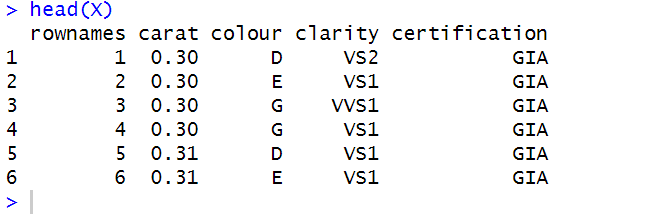 > head(X)
rownames carat colour clarity certification
1 1 0.30 D VS2 GIA
2 2 0.30 E VS1 GIA
3 3 0.30 G VVS1 GIA
4 4 0.30 G VS1 GIA
5 5 0.31 D VS1 GIA
6 6 0.31 E VS1 GIA
>